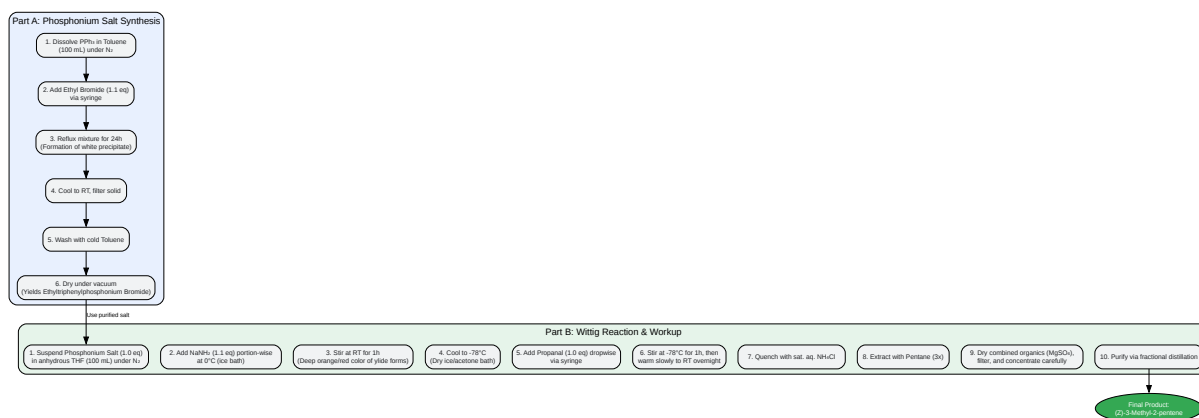 Part A: Phosphonium Salt Synthesis
1. Dissolve PPh₃ in Toluene
(100 mL) under N₂
2. Add Ethyl Bromide (1.1 eq)
via syringe
3. Reflux mixture for 24h
(Formation of white precipitate)
4. Cool to RT, filter solid
5. Wash with cold Toluene
6. Dry under vacuum
(Yields Ethyltriphenylphosphonium Bromide)
Use purified salt
Part B: Wittig Reaction & Workup
1. Suspend Phosphonium Salt (1.0 eq)
in anhydrous THF (100 mL) under N₂
2. Add NaNH₂ (1.1 eq) portion-wise
at 0°C (ice bath)
3. Stir at RT for 1h
(Deep orange/red color of ylide forms)
4. Cool to -78°C
(Dry ice/acetone bath)
5. Add Propanal (1.0 eq) dropwise
via syringe
6. Stir at -78°C for 1h, then
warm slowly to RT overnight
7. Quench with sat. aq. NH₄Cl
8. Extract with Pentane (3x)
9. Dry combined organics (MgSO₄),
filter, and concentrate carefully
10. Purify via fractional distillation
Final Product:
(Z)-3-Methyl-2-pentene